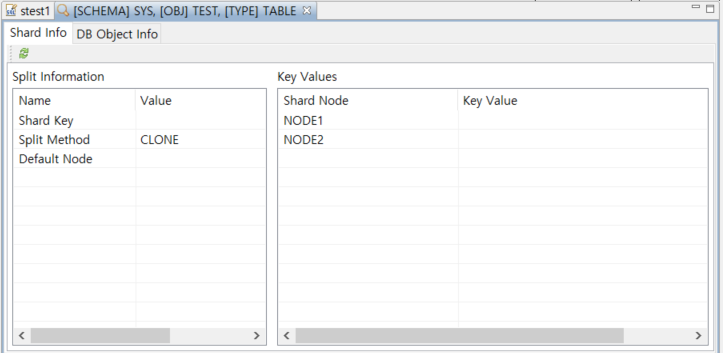 stest1 [SCHEMA] SYS, [OBJ] TEST, [TYPE] TABLE
Shard Info DB Object Info
Split Information
Name Value
Shard Key
Split Method CLONE
Default Node
Key Values
Shard Node Key Value
NODE1
NODE2